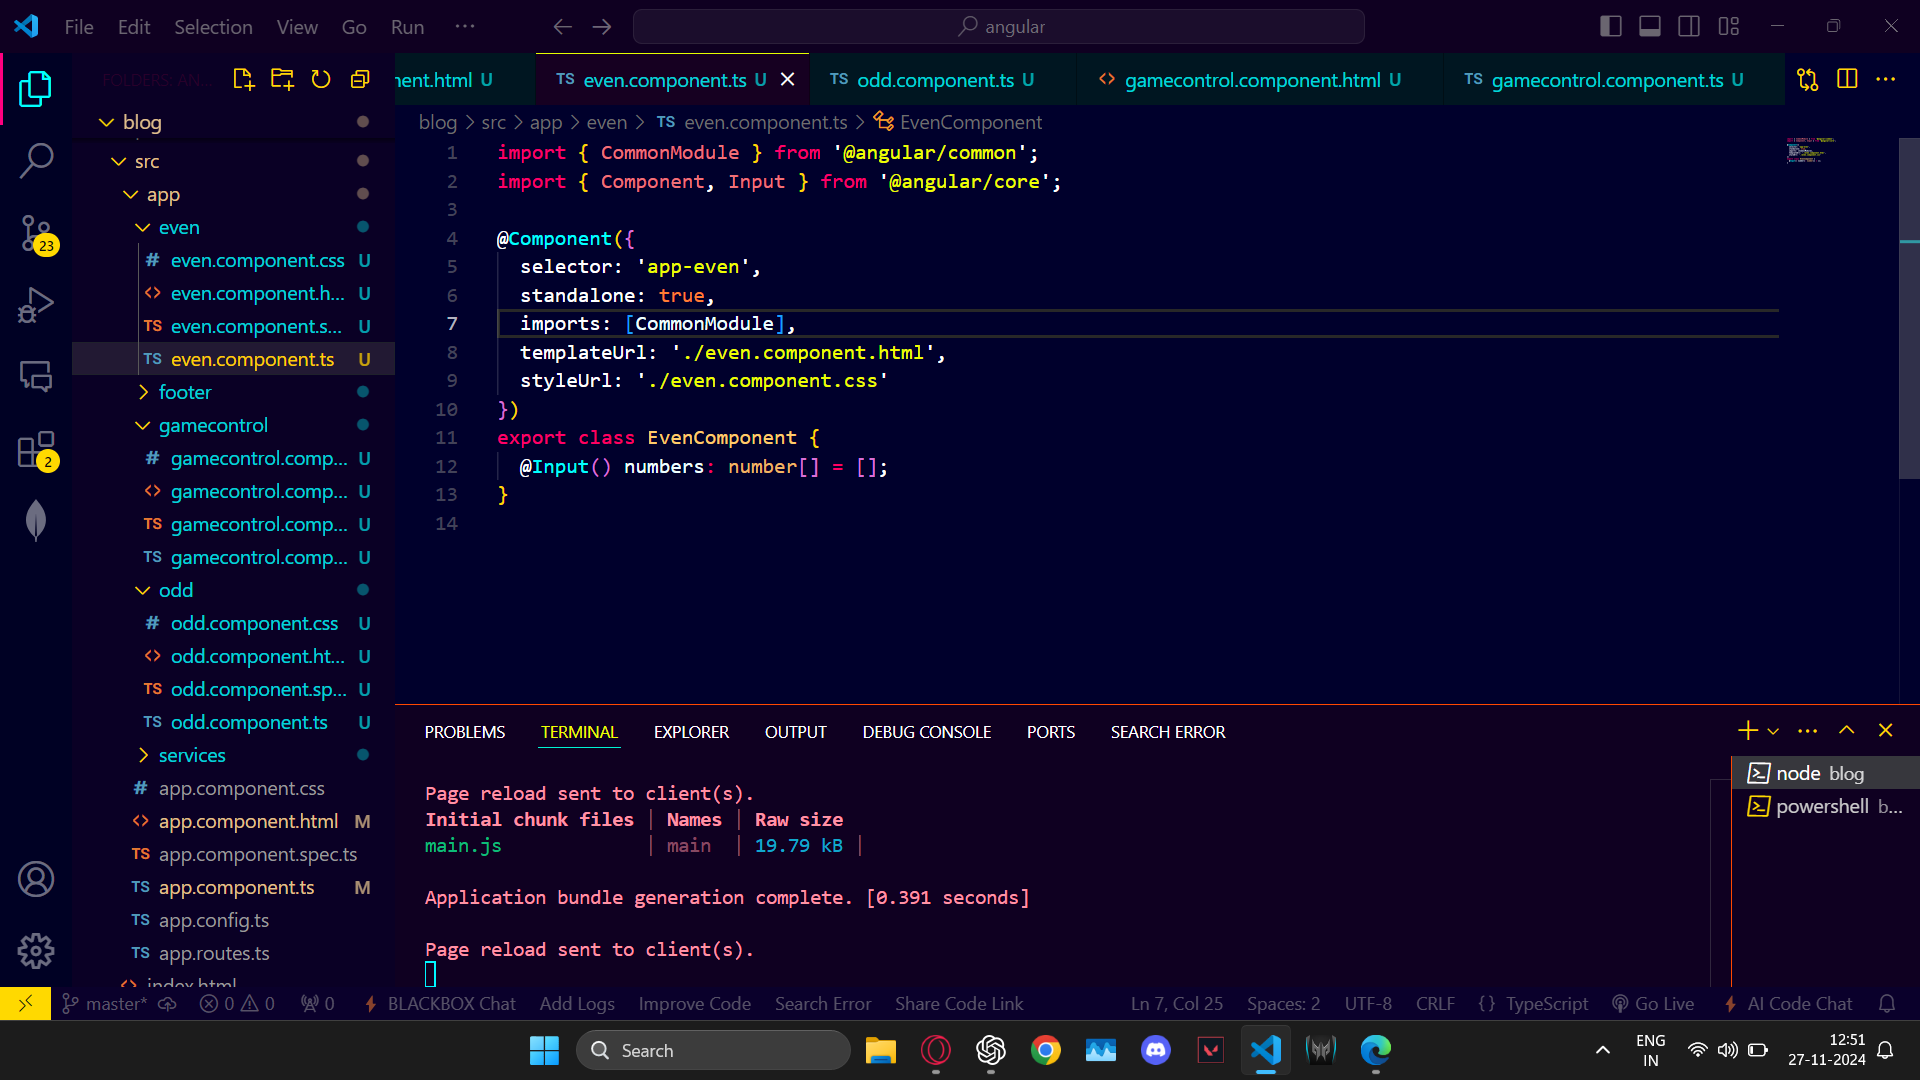 File Edit Selection View Go Run ··· angular
nent.html U TS even.component.ts U TS odd.component.ts U <> gamecontrol.component.html U TS gamecontrol.component.ts U ···
blog
src
app
even
# even.component.css U
<> even.component.h... U
TS even.component.s... U
TS even.component.ts U
footer
gamecontrol
# gamecontrol.comp... U
<> gamecontrol.comp... U
TS gamecontrol.comp... U
TS gamecontrol.comp... U
odd
# odd.component.css U
<> odd.component.ht... U
TS odd.component.sp... U
TS odd.component.ts U
services
# app.component.css
<> app.component.html M
TS app.component.spec.ts
TS app.component.ts M
TS app.config.ts
TS app.routes.ts
<> index.html
23
2
blog > src > app > even > TS even.component.ts > EvenComponent
1 import { CommonModule } from '@angular/common';
2 import { Component, Input } from '@angular/core';
3
4 @Component({
5 selector: 'app-even',
6 standalone: true,
7 imports: [CommonModule],
8 templateUrl: './even.component.html',
9 styleUrl: './even.component.css'
10 })
11 export class EvenComponent {
12 @Input() numbers: number[] = [];
13 }
14
PROBLEMS TERMINAL EXPLORER OUTPUT DEBUG CONSOLE PORTS SEARCH ERROR
Page reload sent to client(s).
Initial chunk files | Names | Raw size
main.js | main | 19.79 kB |
Application bundle generation complete. [0.391 seconds]
Page reload sent to client(s).
node blog
powershell b...
master* 0 0 0 BLACKBOX Chat Add Logs Improve Code Search Error Share Code Link Ln 7, Col 25 Spaces: 2 UTF-8 CRLF {} TypeScript Go Live AI Code Chat
Search
ENG
IN
12:51
27-11-2024